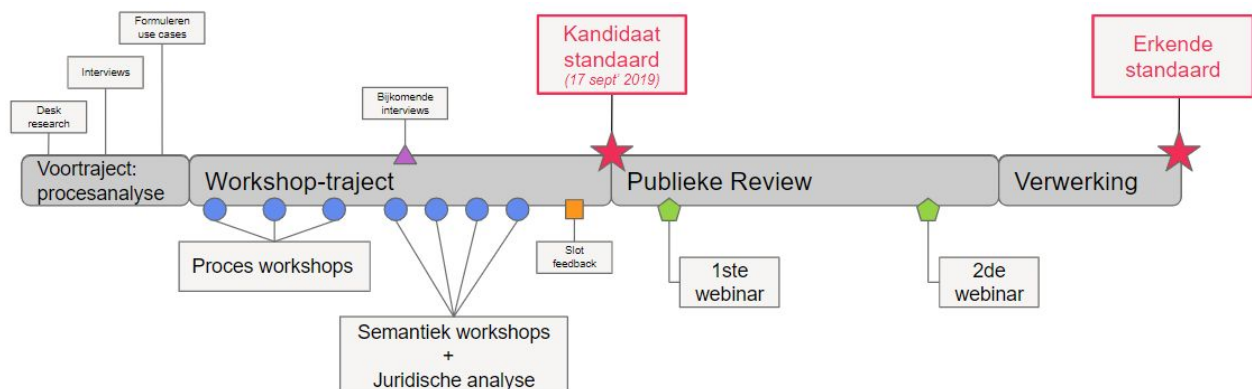 Formuleren
use cases
Interviews
Desk
research
Bijkomende
interviews
Kandidaat
standaard
(17 sept' 2019)
Erkende
standaard
Voortraject:
procesanalyse
Workshop-traject
Publieke Review
Verwerking
Proces workshops
Slot
feedback
1ste
webinar
2de
webinar
Semantiek workshops
+
Juridische analyse